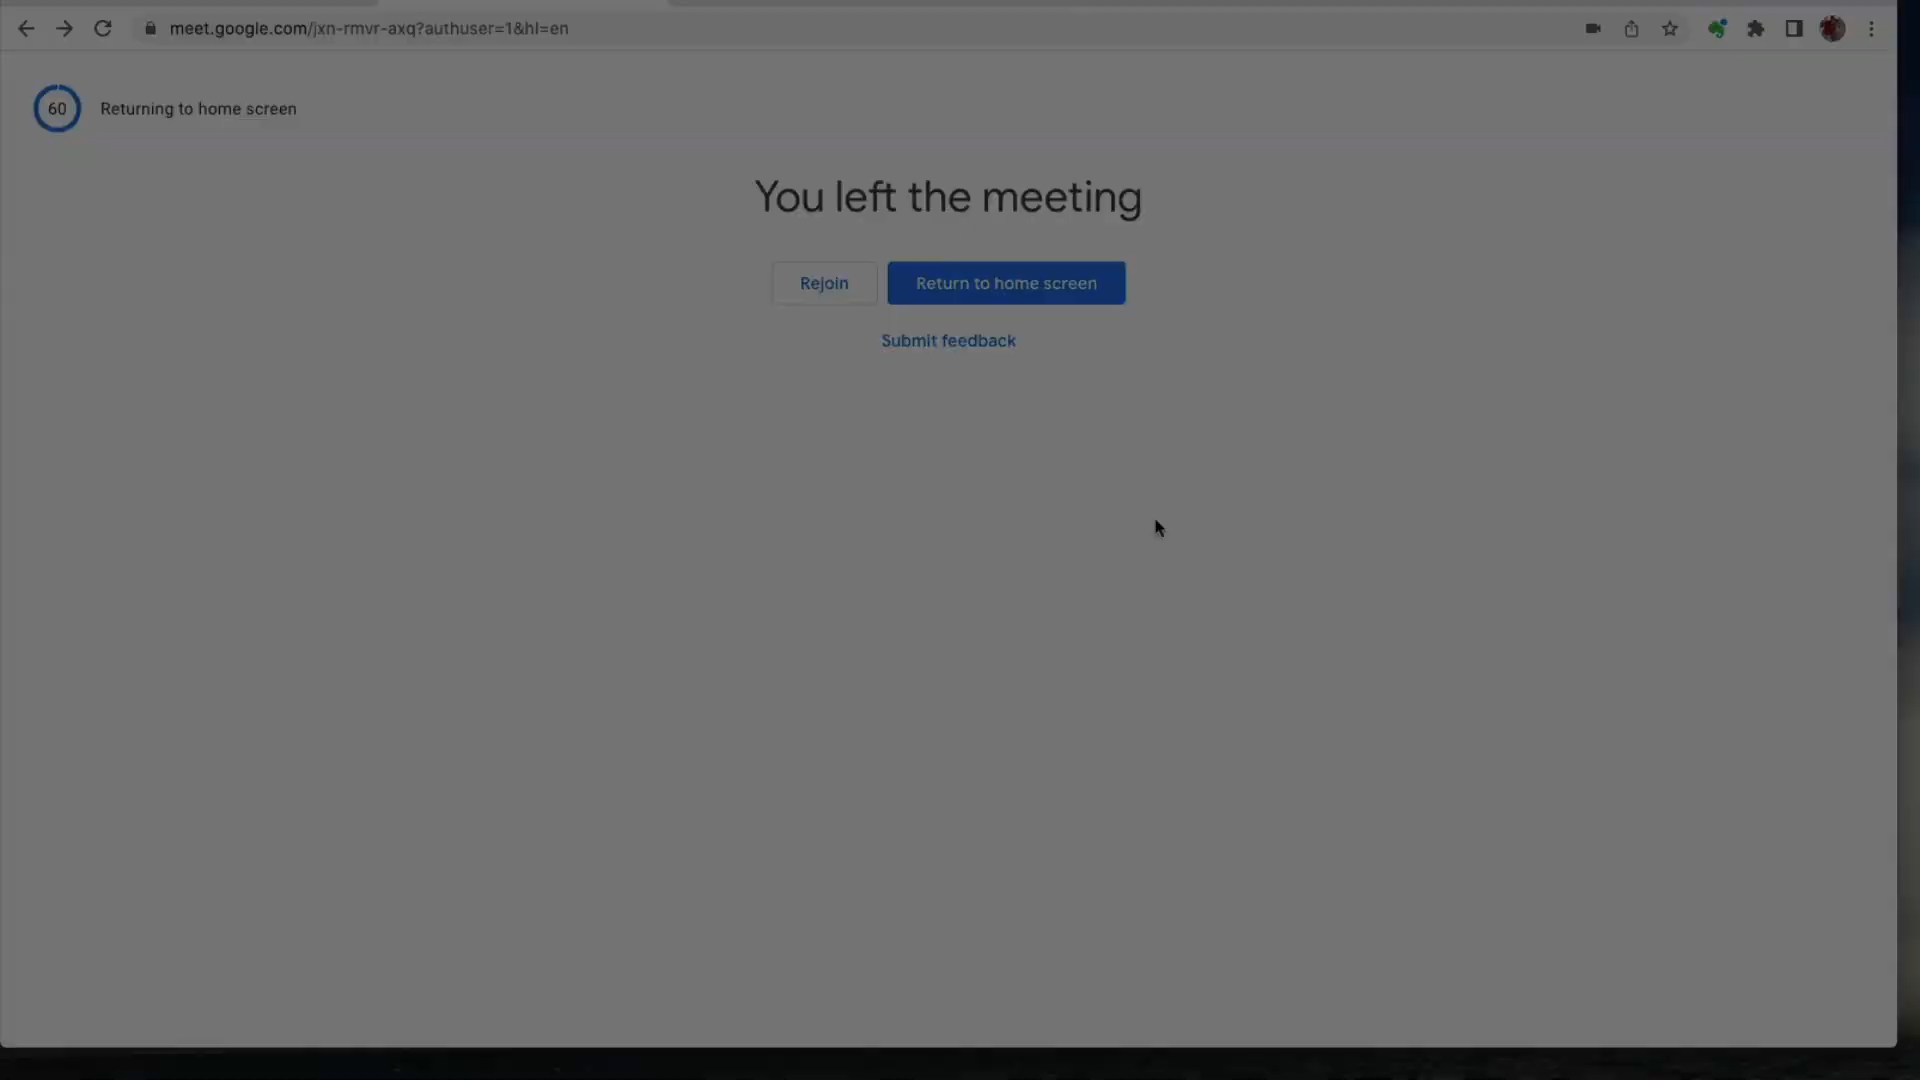 meet.google.com/jxn-rmvr-axq?authuser=1&hl=en
60 Returning to home screen
You left the meeting
Rejoin Return to home screen
Submit feedback